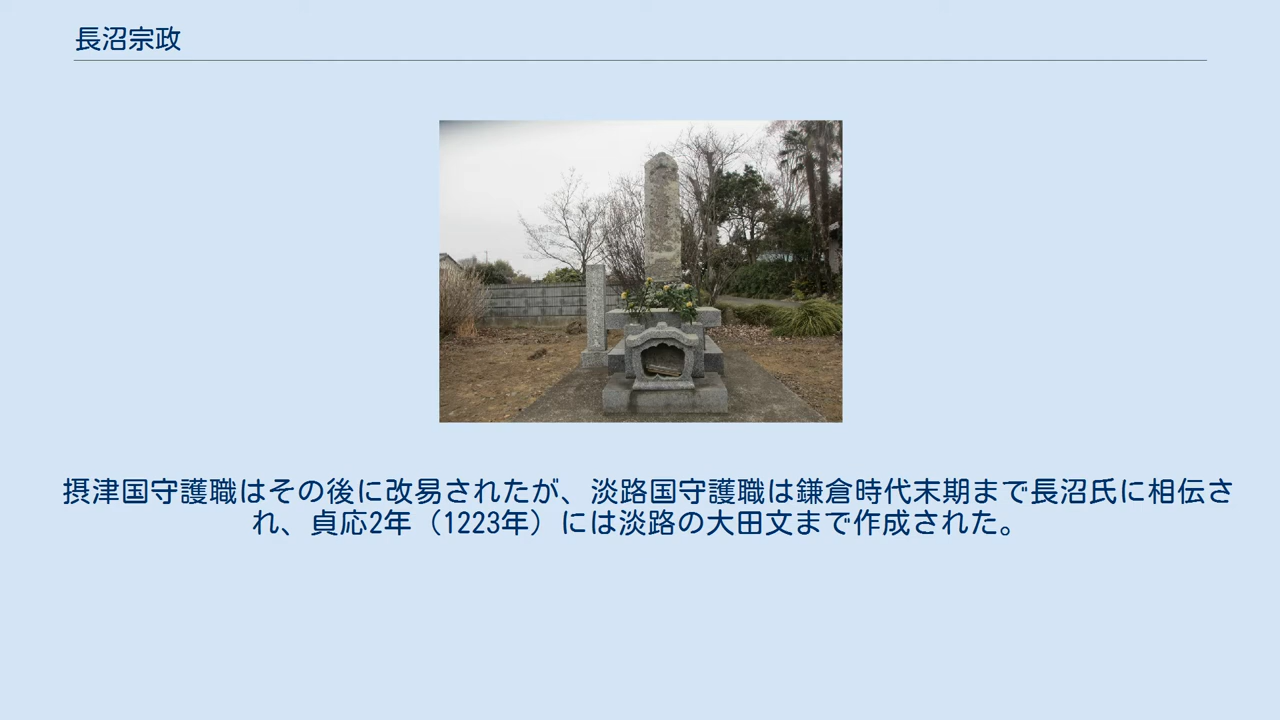 長沼宗政
摂津国守護職はその後に改易されたが、淡路国守護職は鎌倉時代末期まで長沼氏に相伝さ
れ、貞応2年（1223年）には淡路の大田文まで作成された。